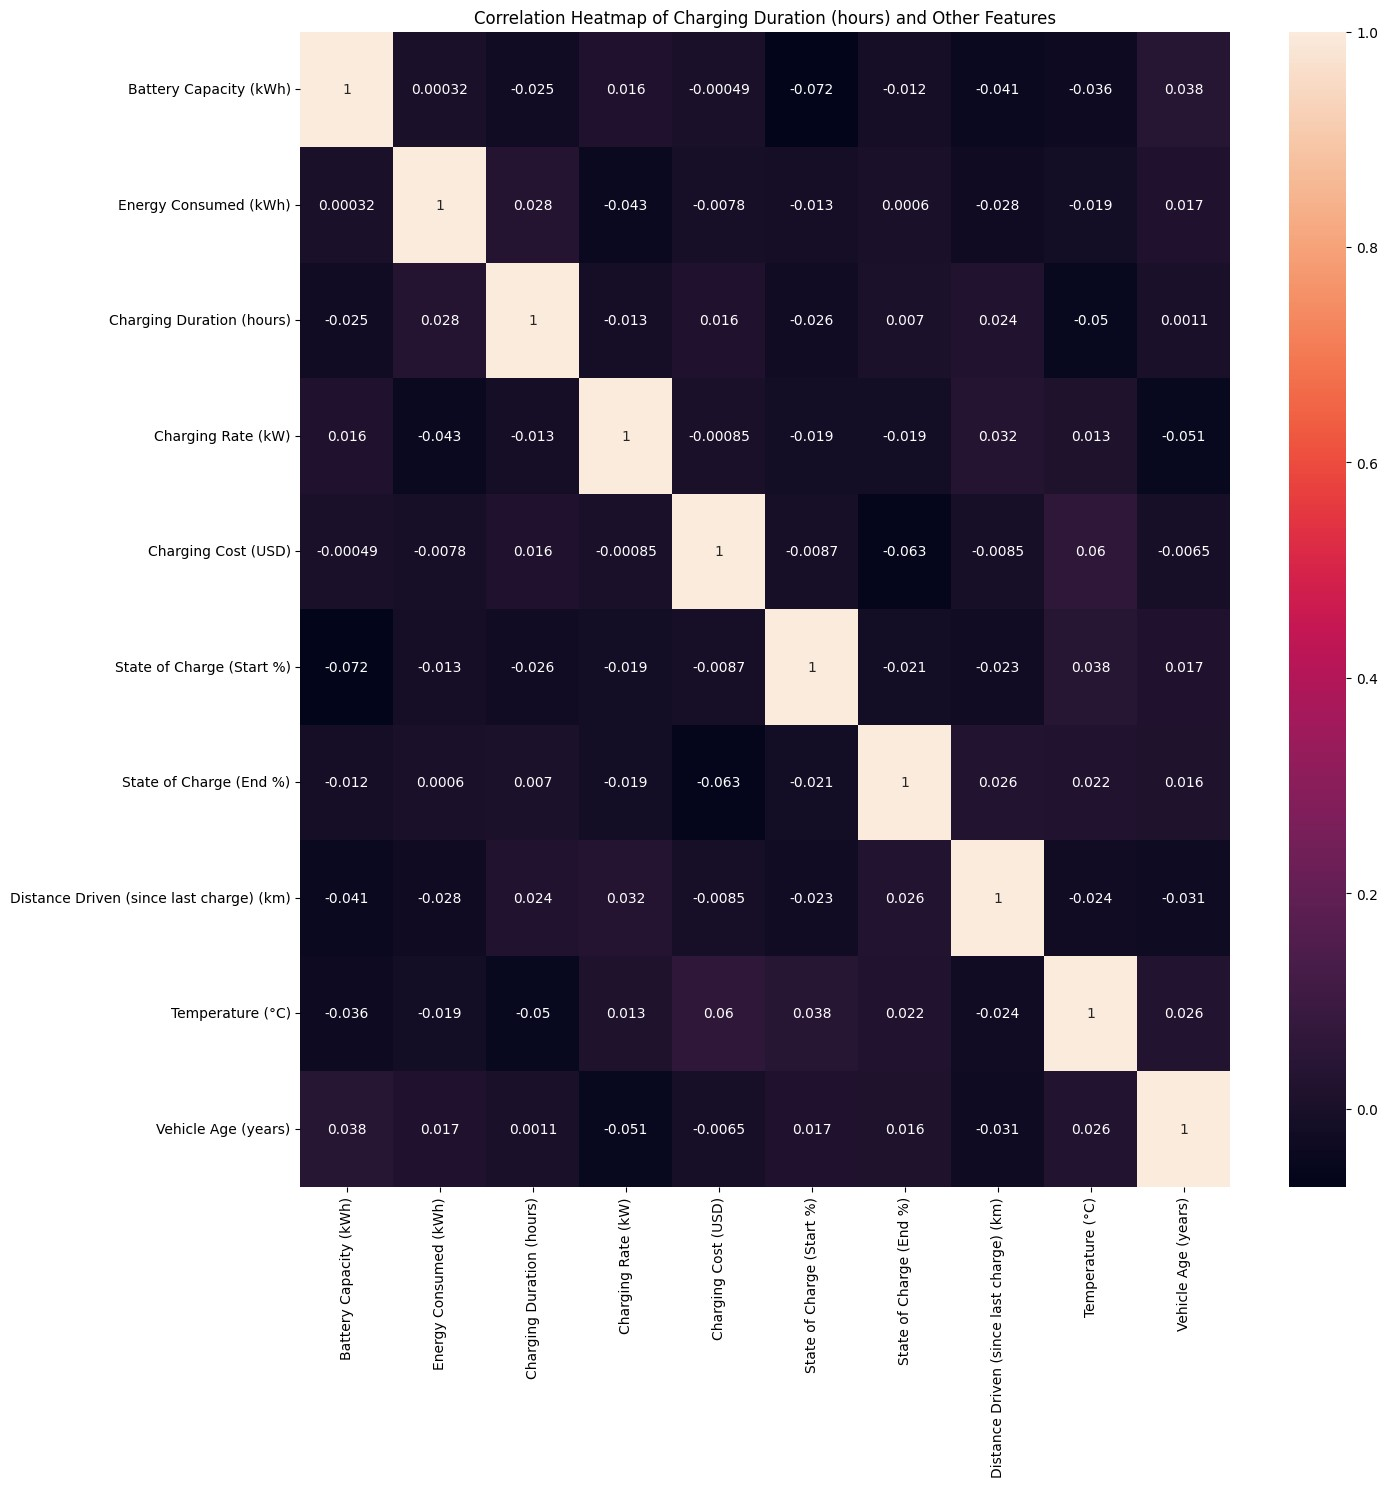 Correlation Heatmap of Charging Duration (hours) and Other Features
Battery Capacity (kWh) 1 0.00032 -0.025 0.016 -0.00049 -0.072 -0.012 -0.041 -0.036 0.038
Energy Consumed (kWh) 0.00032 1 0.028 -0.043 -0.0078 -0.013 0.0006 -0.028 -0.019 0.017
Charging Duration (hours) -0.025 0.028 1 -0.013 0.016 -0.026 0.007 0.024 -0.05 0.0011
Charging Rate (kW) 0.016 -0.043 -0.013 1 -0.00085 -0.019 -0.019 0.032 0.013 -0.051
Charging Cost (USD) -0.00049 -0.0078 0.016 -0.00085 1 -0.0087 -0.063 -0.0085 0.06 -0.0065
State of Charge (Start %) -0.072 -0.013 -0.026 -0.019 -0.0087 1 -0.021 -0.023 0.038 0.017
State of Charge (End %) -0.012 0.0006 0.007 -0.019 -0.063 -0.021 1 0.026 0.022 0.016
Distance Driven (since last charge) (km) -0.041 -0.028 0.024 0.032 -0.0085 -0.023 0.026 1 -0.024 -0.031
Temperature (°C) -0.036 -0.019 -0.05 0.013 0.06 0.038 0.022 -0.024 1 0.026
Vehicle Age (years) 0.038 0.017 0.0011 -0.051 -0.0065 0.017 0.016 -0.031 0.026 1
Battery Capacity (kWh)
Energy Consumed (kWh)
Charging Duration (hours)
Charging Rate (kW)
Charging Cost (USD)
State of Charge (Start %)
State of Charge (End %)
Distance Driven (since last charge) (km)
Temperature (°C)
Vehicle Age (years)
1.0
0.8
0.6
0.4
0.2
0.0